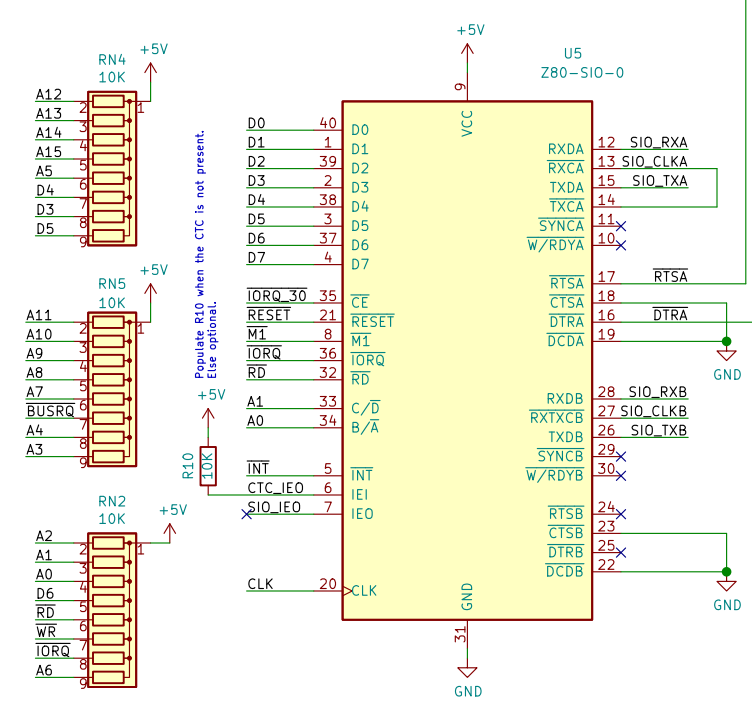 RN4
10K
+5V
1
A12
2
A13
3
A14
4
A15
5
A5
6
D4
7
D3
8
D5
9
RN5
10K
+5V
1
A11
2
A10
3
A9
4
A8
5
A7
6
BUSRQ
7
A4
8
A3
9
RN2
10K
+5V
1
A2
2
A1
3
A0
4
D6
5
RD
6
WR
7
IORQ
8
A6
9
Populate R10 when the CTC is not present.
Else optional.
+5V
R10
10K
+5V
U5
Z80-SIO-0
9
VCC
D0 40 D0
D1 1 D1
D2 39 D2
D3 2 D3
D4 38 D4
D5 3 D5
D6 37 D6
D7 4 D7
IORQ_30 35 CE
RESET 21 RESET
M1 8 M1
IORQ 36 IORQ
RD 32 RD
A1 33 C/D
A0 34 B/A
INT 5 INT
CTC_IEO 6 IEI
SIO_IEO 7 IEO
CLK 20 CLK
RXDA 12 SIO_RXA
RXCA 13 SIO_CLKA
TXDA 15 SIO_TXA
TXCA 14
SYNCA 11
W/RDYA 10
RTSA 17 RTSA
CTSA 18
DTRA 16 DTRA
DCDA 19
GND
RXDB 28 SIO_RXB
RXTXCB 27 SIO_CLKB
TXDB 26 SIO_TXB
SYNCB 29
W/RDYB 30
RTSB 24
CTSB 23
DTRB 25
DCDB 22
GND
GND
31
GND